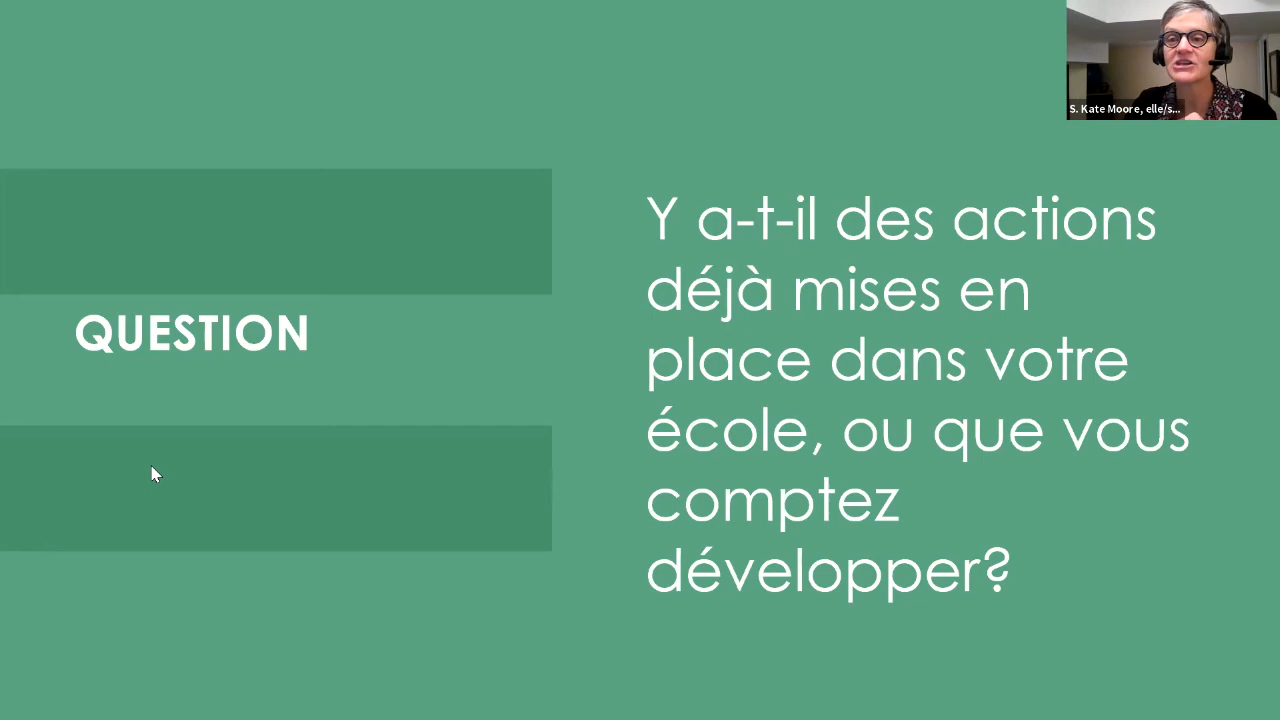 S. Kate Moore, elle/s...
QUESTION
Y a-t-il des actions
déjà mises en
place dans votre
école, ou que vous
comptez
développer?